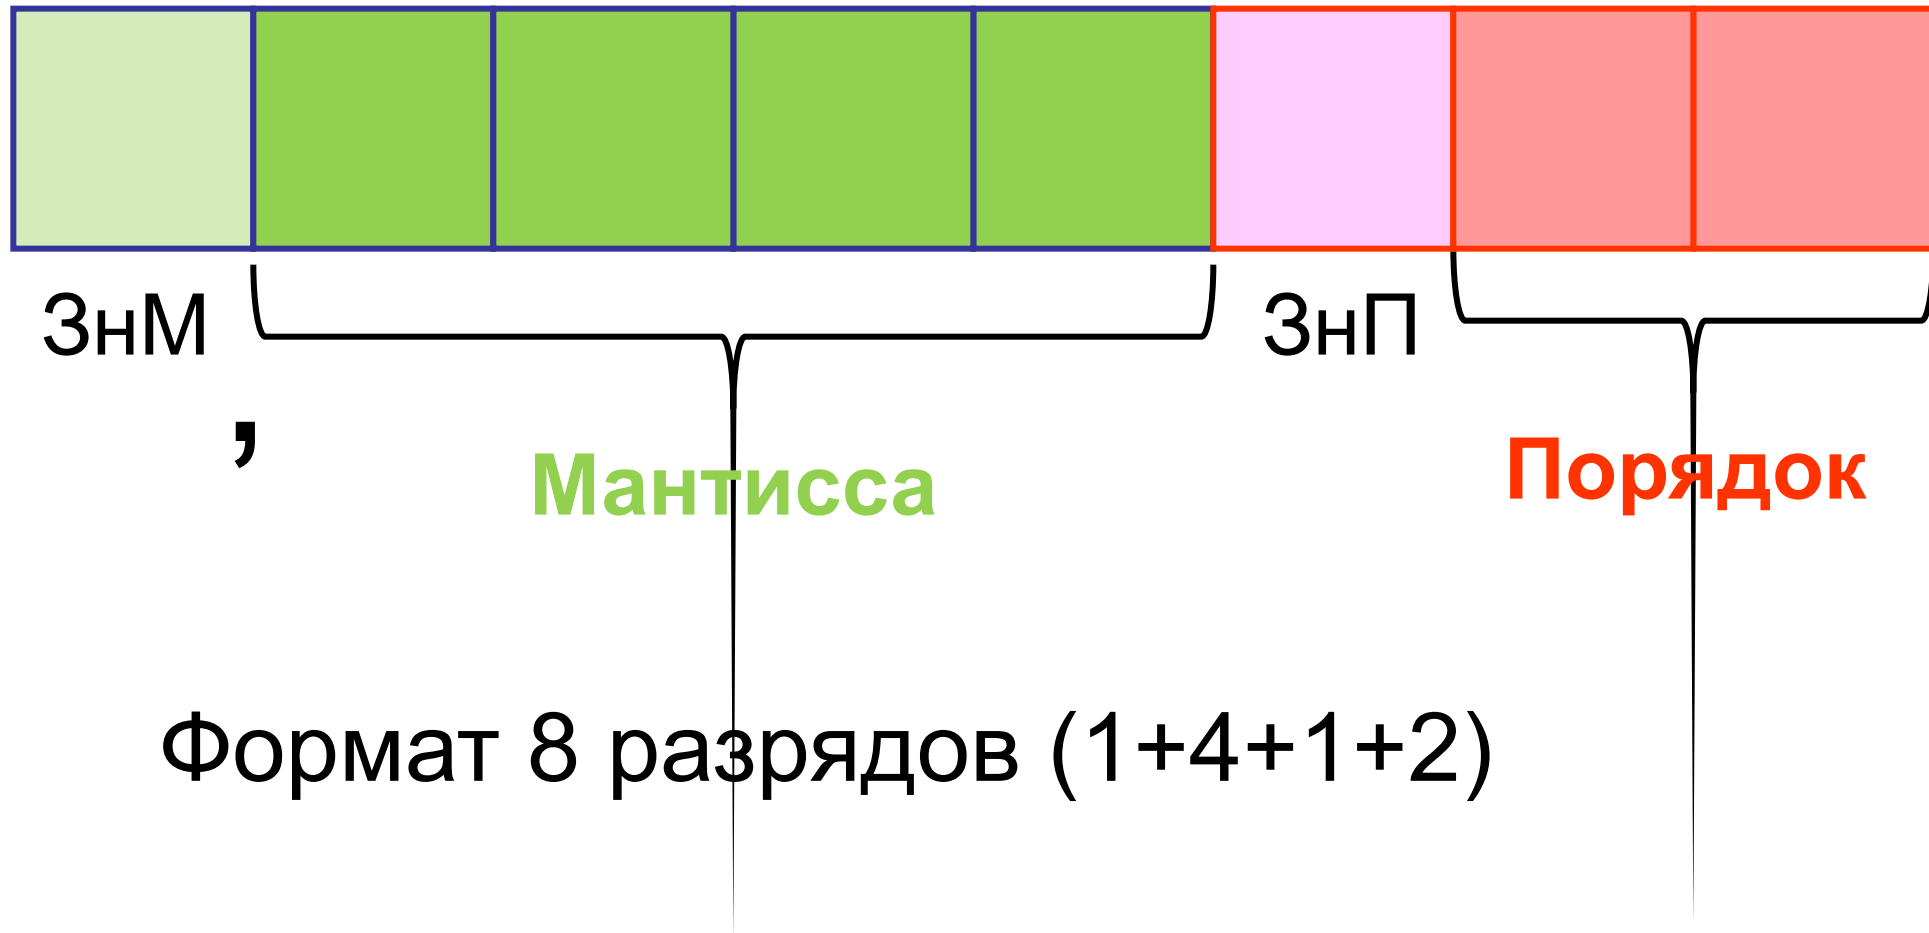 ЗнМ ЗнП
,
Мантисса Порядок
Формат 8 разрядов (1+4+1+2)